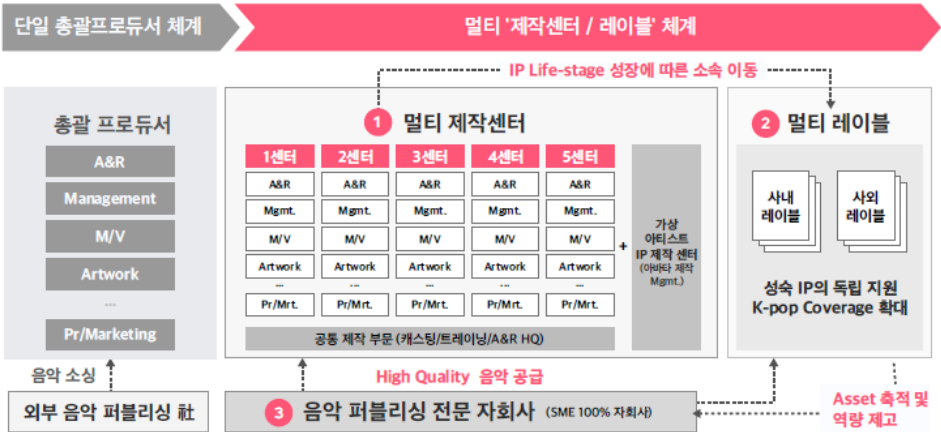 단일 총괄프로듀서 체계
멀티 '제작센터 / 레이블' 체계
IP Life-stage 성장에 따른 소속 이동
총괄 프로듀서
A&R
Management
M/V
Artwork
...
Pr/Marketing
1 멀티 제작센터
1센터 2센터 3센터 4센터 5센터
A&R A&R A&R A&R A&R
Mgmt. Mgmt. Mgmt. Mgmt. Mgmt.
M/V M/V M/V M/V M/V
Artwork Artwork Artwork Artwork Artwork
... ... ... ... ...
Pr/Mrt. Pr/Mrt. Pr/Mrt. Pr/Mrt. Pr/Mrt.
공통 제작 부문 (캐스팅/트레이닝/A&R HQ)
+
가상
아티스트
IP 제작 센터
(아바타 제작
Mgmt.)
2 멀티 레이블
사내
레이블
사외
레이블
성숙 IP의 독립 지원
K-pop Coverage 확대
음악 소싱
High Quality 음악 공급
외부 음악 퍼블리싱 社
3 음악 퍼블리싱 전문 자회사 (SME 100% 자회사)
Asset 축적 및
역량 제고